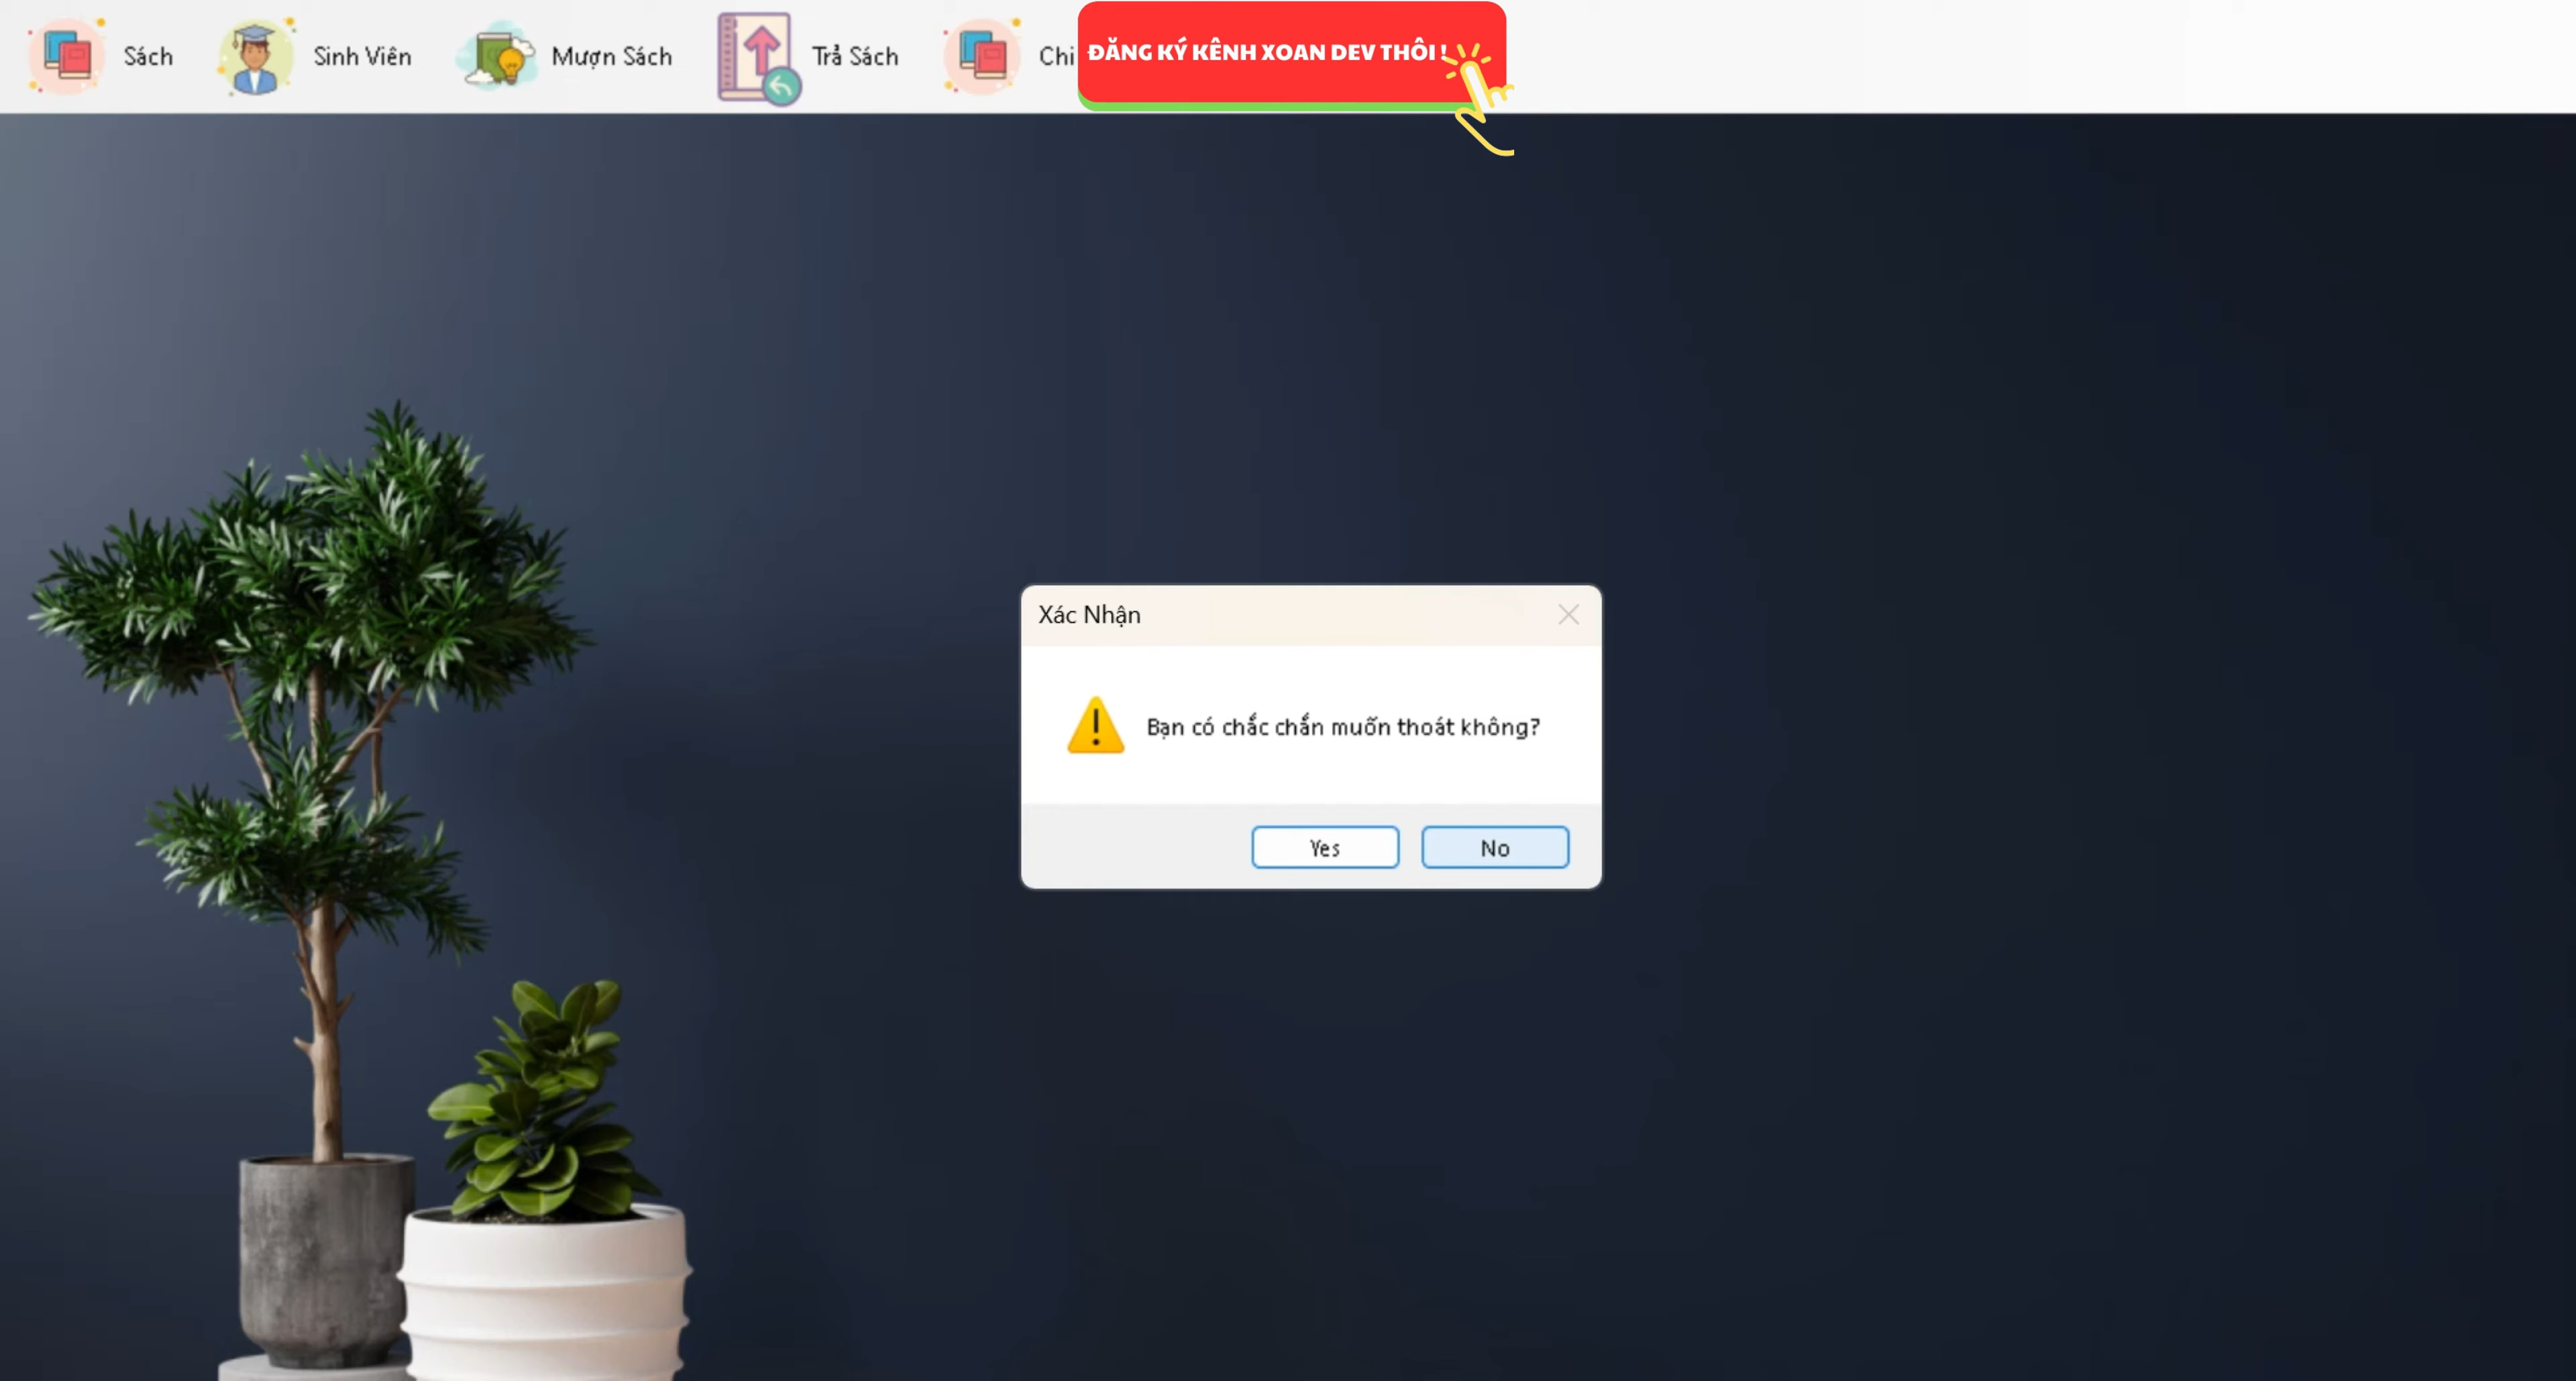 Sách
Sinh Viên
Mượn Sách
Trả Sách
Chi
ĐĂNG KÝ KÊNH XOAN DEV THÔI !
Xác Nhận
Bạn có chắc chắn muốn thoát không?
Yes
No